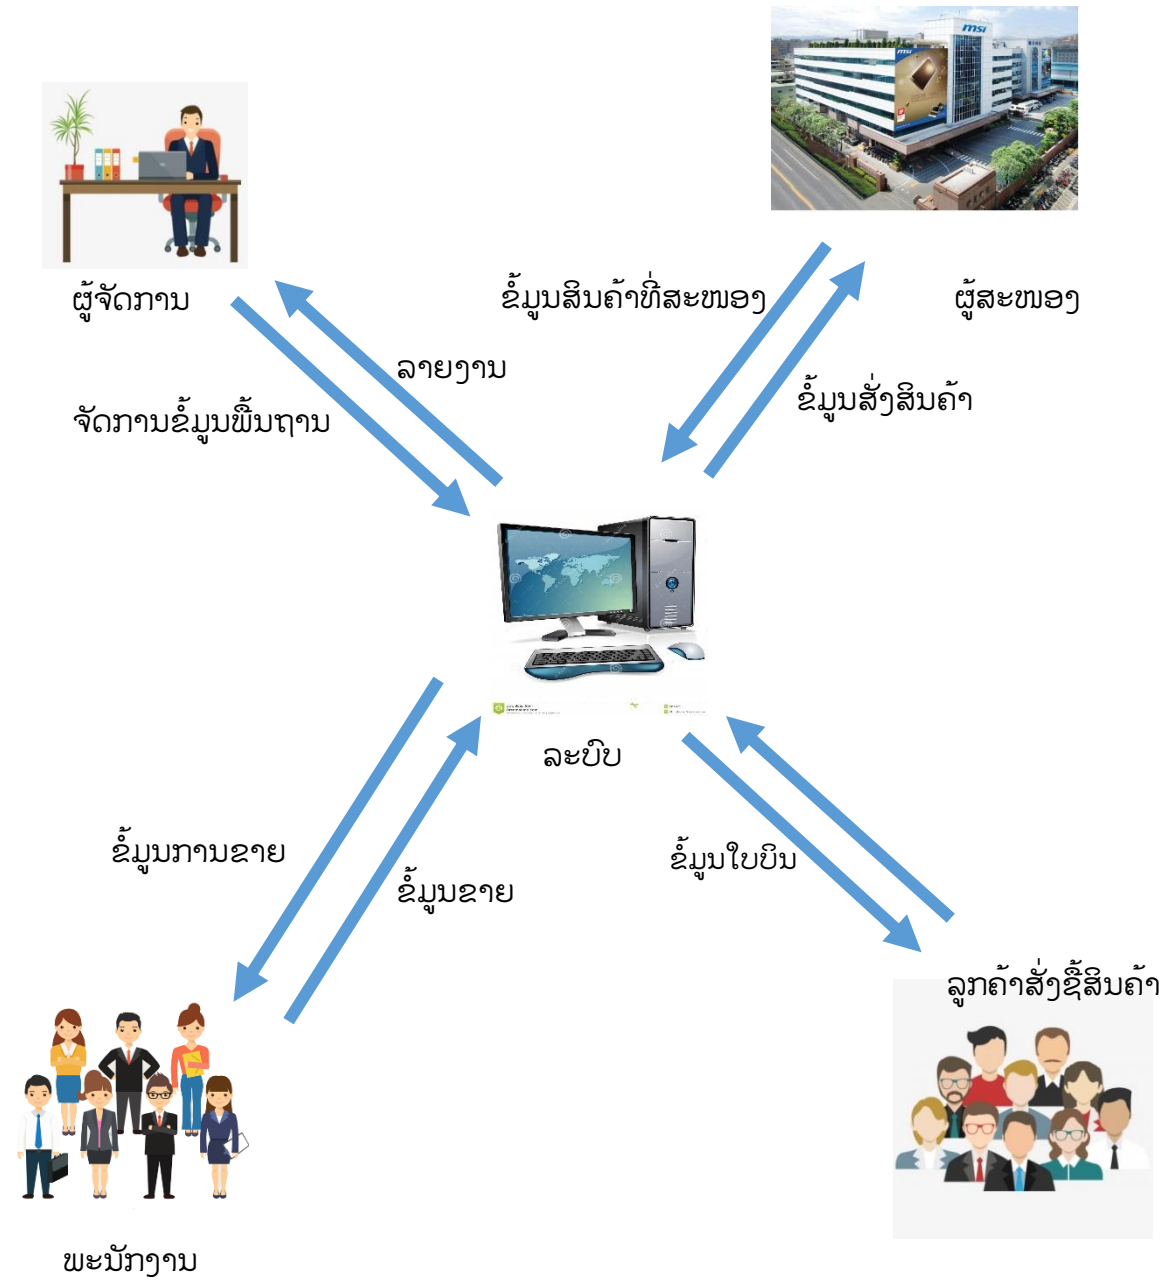 msi
msi
ຜູ້ຈັດການ
ຂໍ້ມູນສິນຄ້າທີ່ສະໜອງ
ຜູ້ສະໜອງ
ລາຍງານ
ຂໍ້ມູນສັ່ງສິນຄ້າ
ຈັດການຂໍ້ມູນພື້ນຖານ
ລະບົບ
ຂໍ້ມູນການຂາຍ
ຂໍ້ມູນໃບບິນ
ຂໍ້ມູນຂາຍ
ລູກຄ້າສັ່ງຊື້ສິນຄ້າ
ພະນັກງານ